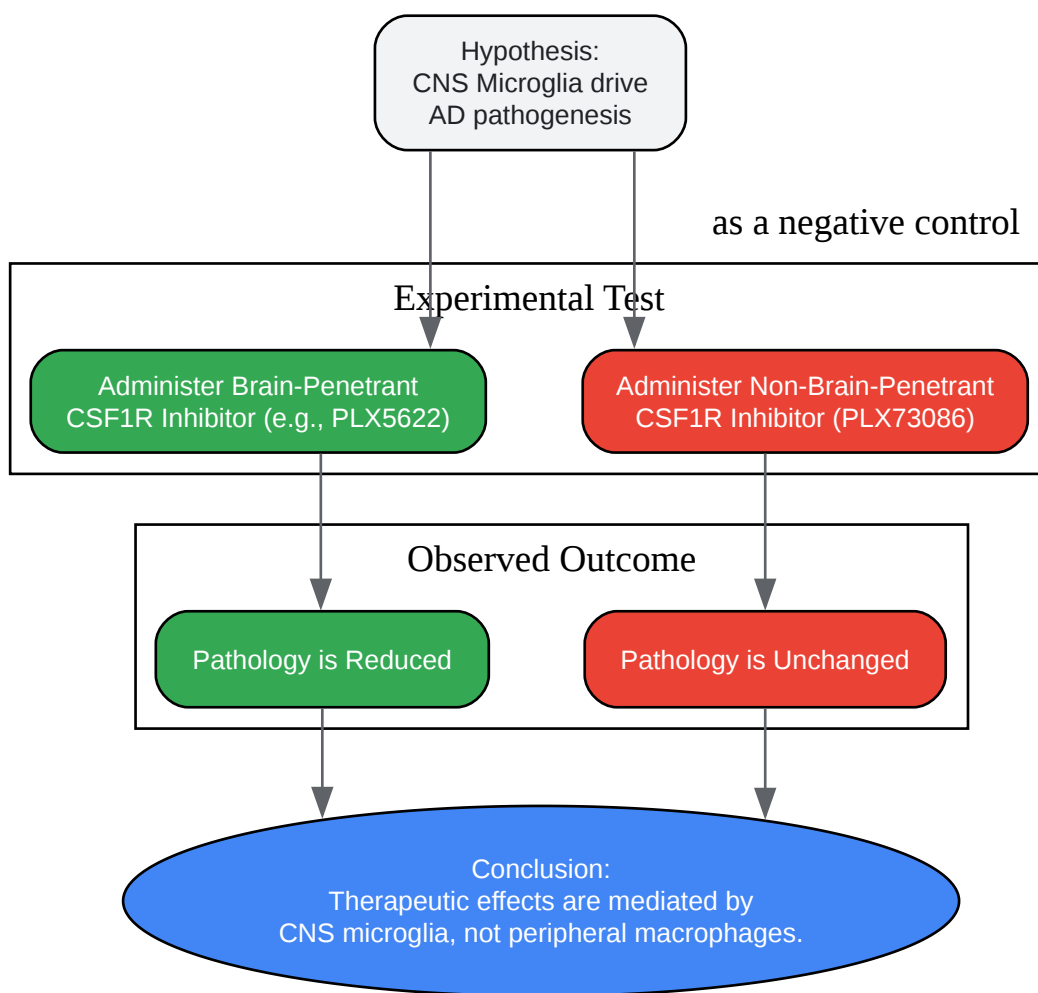 Hypothesis:
CNS Microglia drive
AD pathogenesis
as a negative control
Experimental Test
Administer Brain-Penetrant
CSF1R Inhibitor (e.g., PLX5622)
Administer Non-Brain-Penetrant
CSF1R Inhibitor (PLX73086)
Observed Outcome
Pathology is Reduced
Pathology is Unchanged
Conclusion:
Therapeutic effects are mediated by
CNS microglia, not peripheral macrophages.